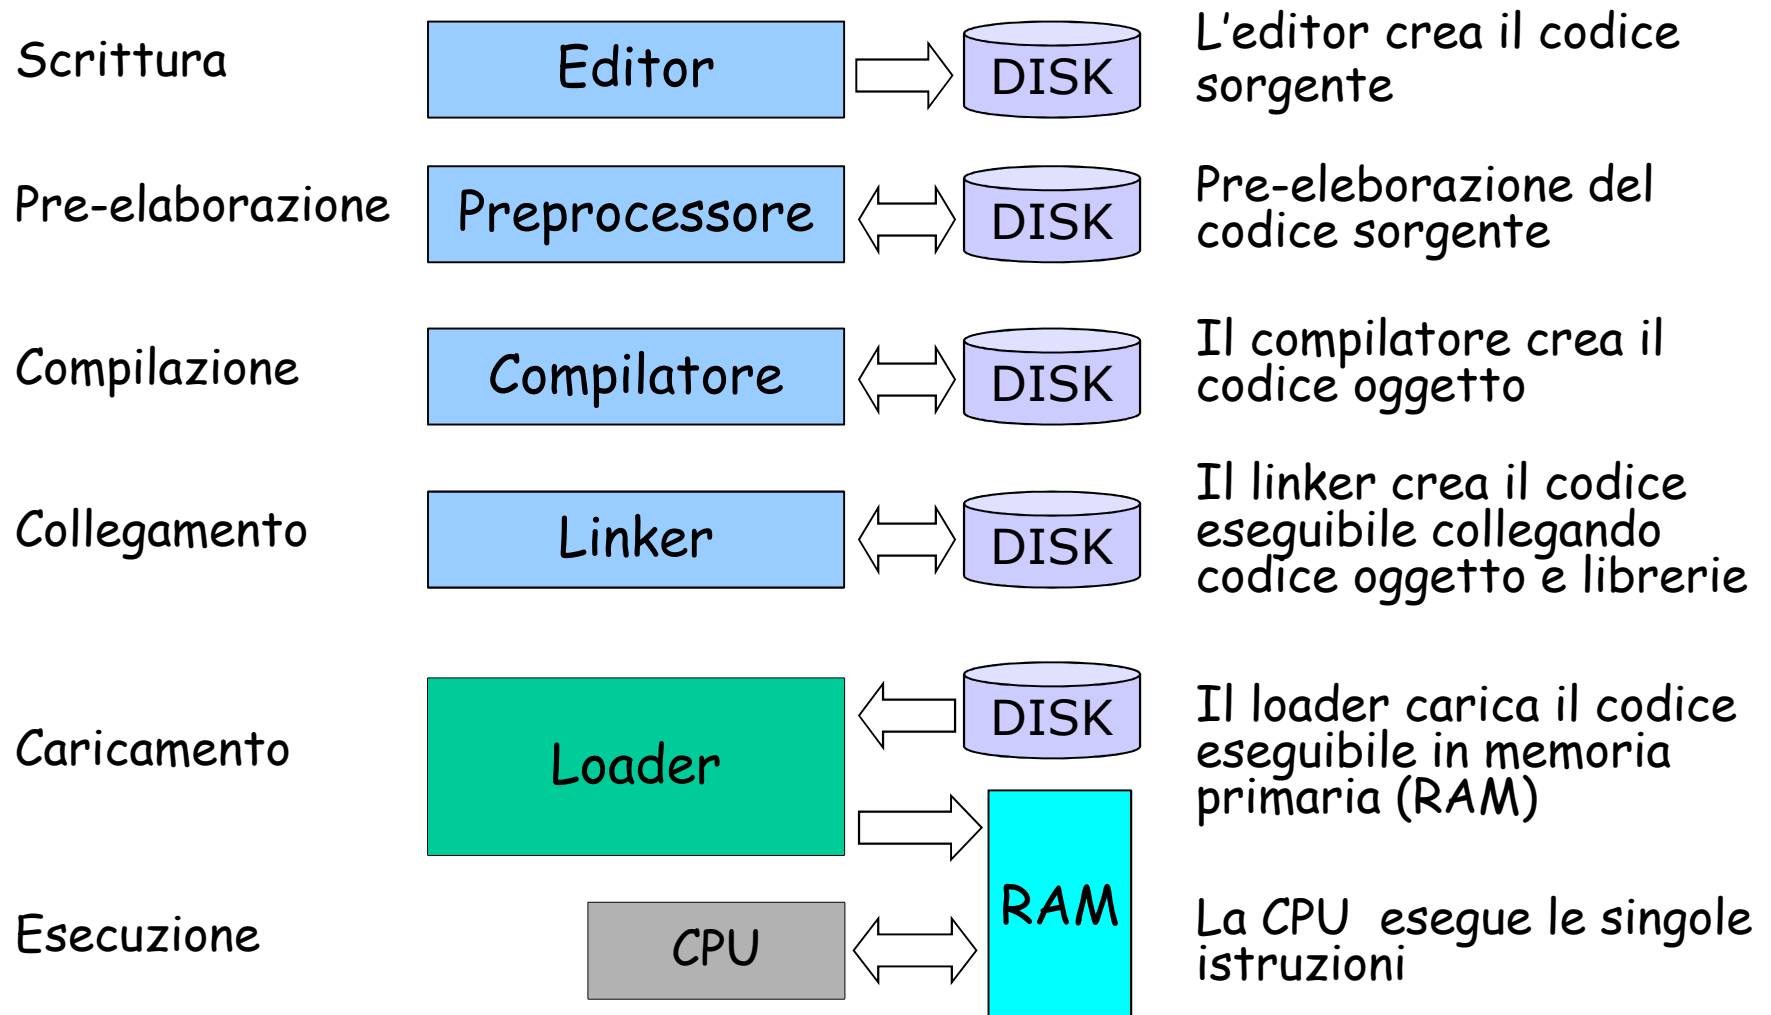 Scrittura
Editor
DISK
L'editor crea il codice
sorgente
Pre-elaborazione
Preprocessore
DISK
Pre-eleborazione del
codice sorgente
Compilazione
Compilatore
DISK
Il compilatore crea il
codice oggetto
Collegamento
Linker
DISK
Il linker crea il codice
eseguibile collegando
codice oggetto e librerie
Caricamento
Loader
DISK
Il loader carica il codice
eseguibile in memoria
primaria (RAM)
Esecuzione
CPU
RAM
La CPU esegue le singole
istruzioni